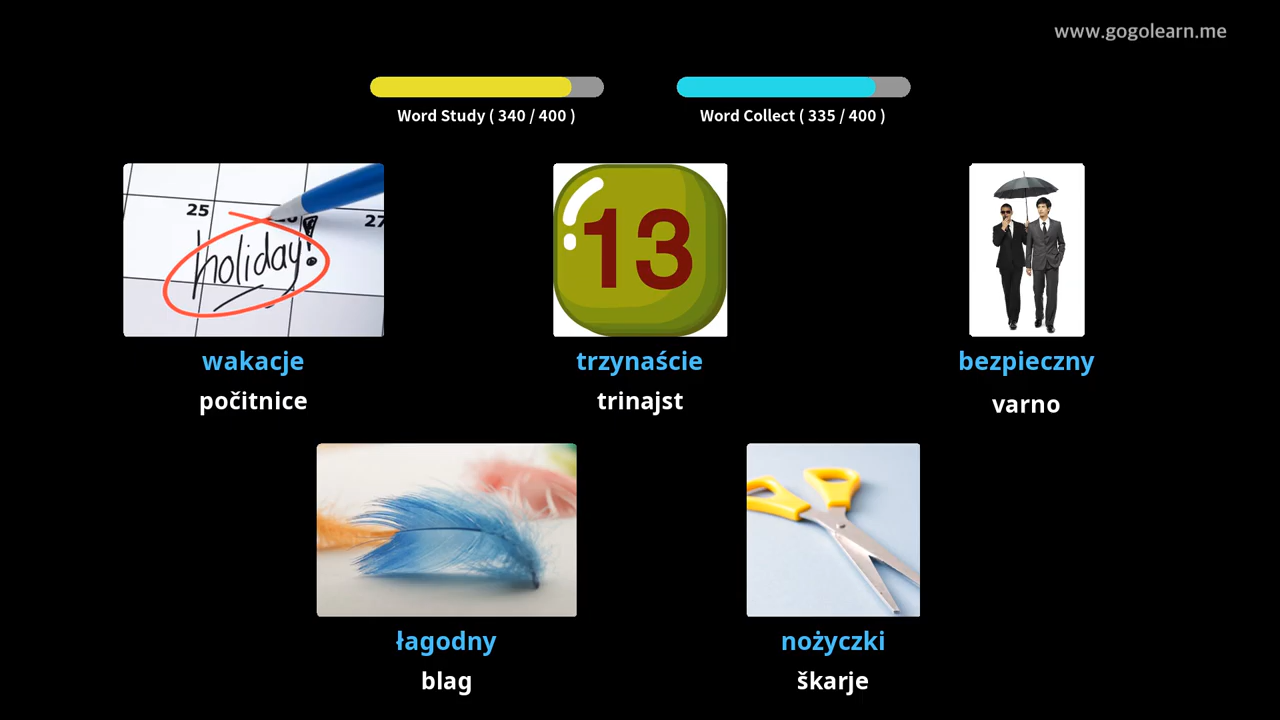 www.gogolearn.me
Word Study ( 340 / 400 )
Word Collect ( 335 / 400 )
25
27
holiday!
13
wakacje
počitnice
trzynaście
trinajst
bezpieczny
varno
łagodny
blag
nożyczki
škarje